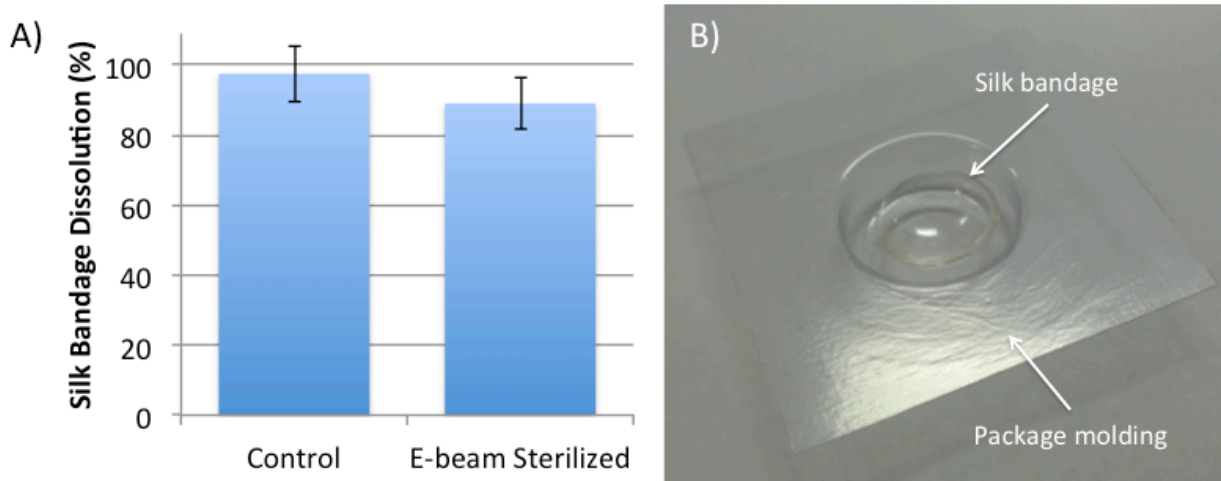 A)
Silk Bandage Dissolution (%)
100
80
60
40
20
0
Control
E-beam Sterilized
B)
Silk bandage
Package molding